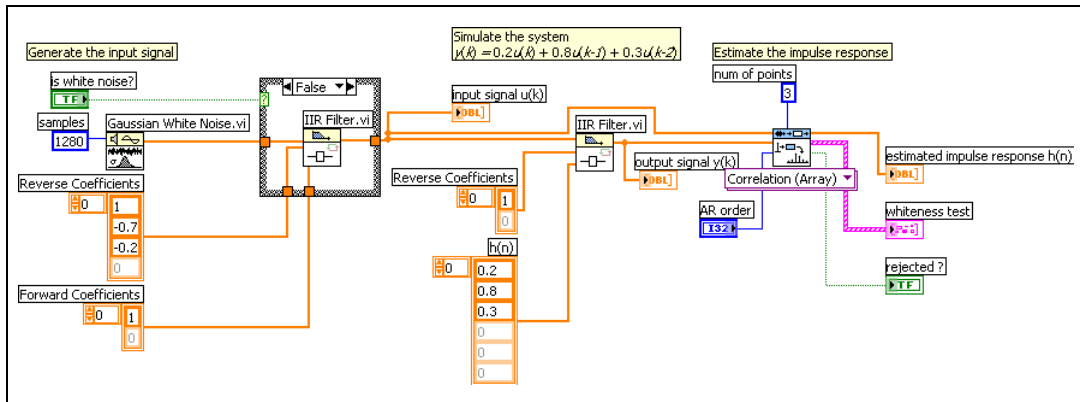 Generate the input signal
Simulate the system
y(k) =0.2u(k) + 0.8u(k-1) + 0.3u(k-2)
Estimate the impulse response
is white noise?
TF
False
?
num of points
3
input signal u(k)
DBL
samples
1280
Gaussian White Noise.vi
IIR Filter.vi
IIR Filter.vi
output signal y(k)
DBL
estimated impulse response h(n)
DBL
Correlation (Array)
Reverse Coefficients
0
1
-0.7
-0.2
0
Reverse Coefficients
0
1
0
AR order
I32
whiteness test
h(n)
0
0.2
0.8
0.3
0
0
0
rejected ?
TF
Forward Coefficients
0
1
0